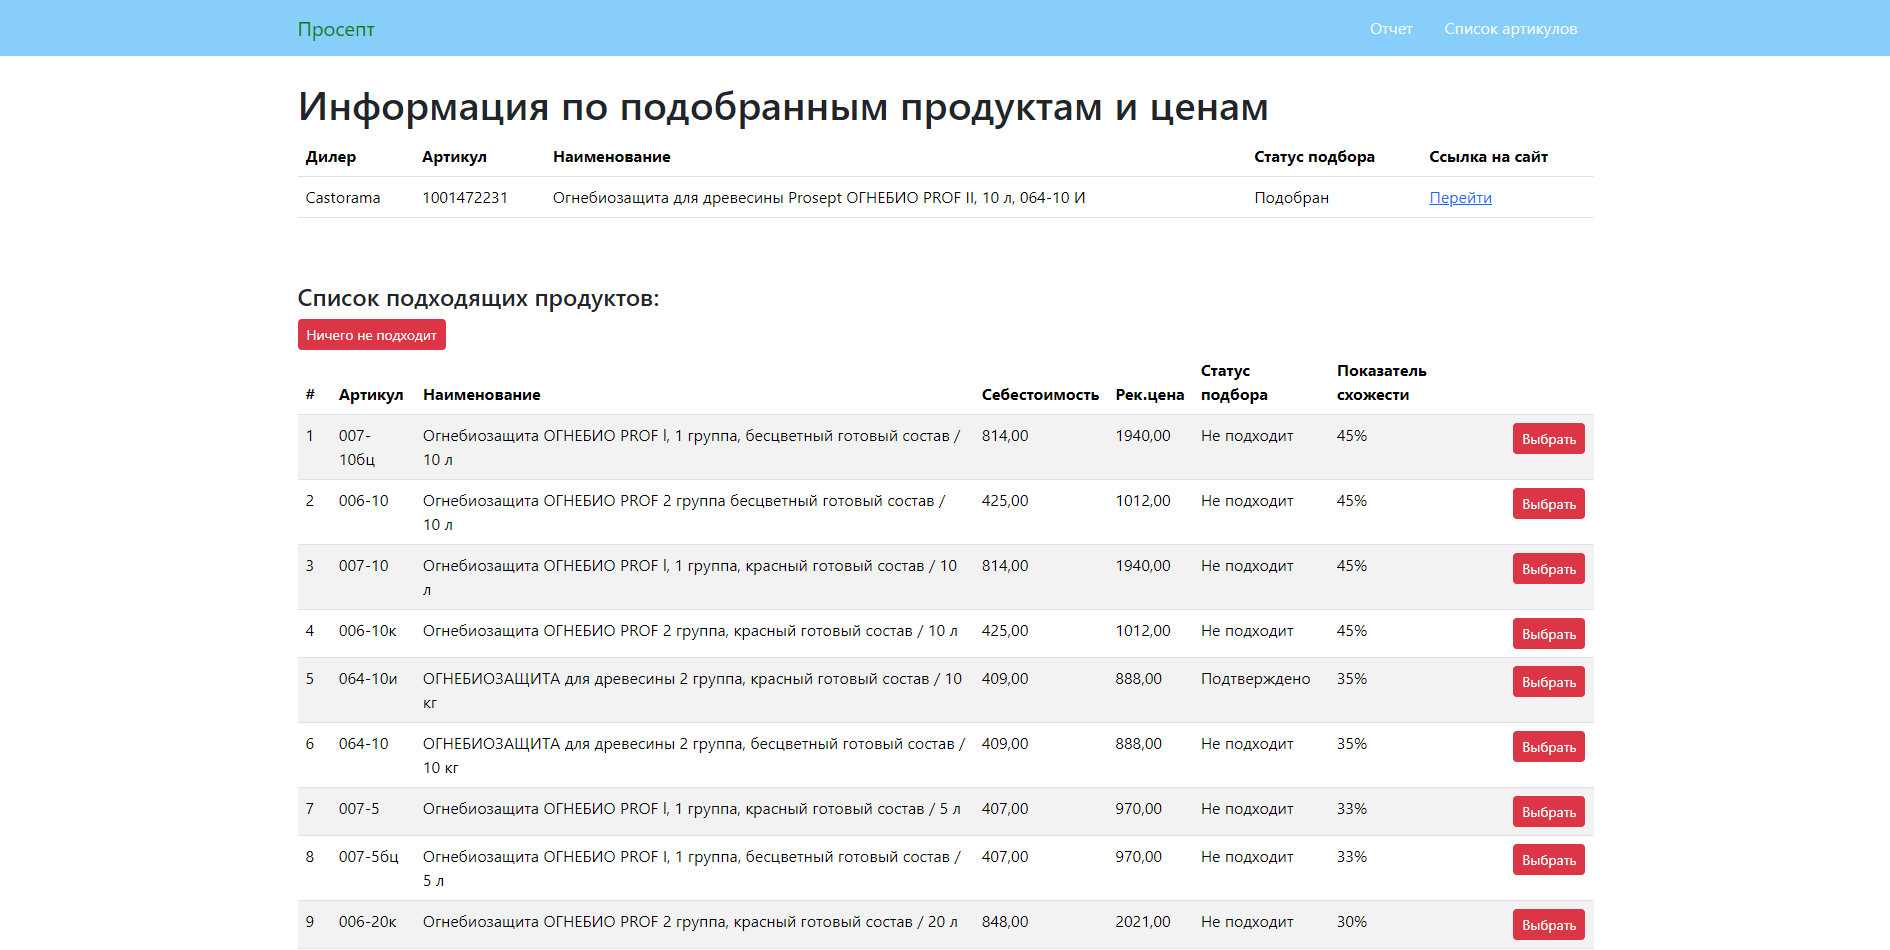 Просепт
Отчет
Список артикулов
Информация по подобранным продуктам и ценам
Дилер Артикул Наименование Статус подбора Ссылка на сайт
Castorama 1001472231 Огнебиозащита для древесины Prosept ОГНЕБИО PROF II, 10 л, 064-10 И Подобран Перейти
Список подходящих продуктов:
Ничего не подходит
Статус Показатель
# Артикул Наименование Себестоимость Рек.цена подбора схожести
1 007- Огнебиозащита ОГНЕБИО PROF l, 1 группа, бесцветный готовый состав / 814,00 1940,00 Не подходит 45% Выбрать
10бц 10 л
2 006-10 Огнебиозащита ОГНЕБИО PROF 2 группа бесцветный готовый состав / 425,00 1012,00 Не подходит 45% Выбрать
10 л
3 007-10 Огнебиозащита ОГНЕБИО PROF l, 1 группа, красный готовый состав / 10 814,00 1940,00 Не подходит 45% Выбрать
л
4 006-10к Огнебиозащита ОГНЕБИО PROF 2 группа, красный готовый состав / 10 л 425,00 1012,00 Не подходит 45% Выбрать
5 064-10и ОГНЕБИОЗАЩИТА для древесины 2 группа, красный готовый состав / 10 409,00 888,00 Подтверждено 35% Выбрать
кг
6 064-10 ОГНЕБИОЗАЩИТА для древесины 2 группа, бесцветный готовый состав / 409,00 888,00 Не подходит 35% Выбрать
10 кг
7 007-5 Огнебиозащита ОГНЕБИО PROF l, 1 группа, красный готовый состав / 5 л 407,00 970,00 Не подходит 33% Выбрать
8 007-5бц Огнебиозащита ОГНЕБИО PROF l, 1 группа, бесцветный готовый состав / 407,00 970,00 Не подходит 33% Выбрать
5 л
9 006-20к Огнебиозащита ОГНЕБИО PROF 2 группа, красный готовый состав / 20 л 848,00 2021,00 Не подходит 30% Выбрать